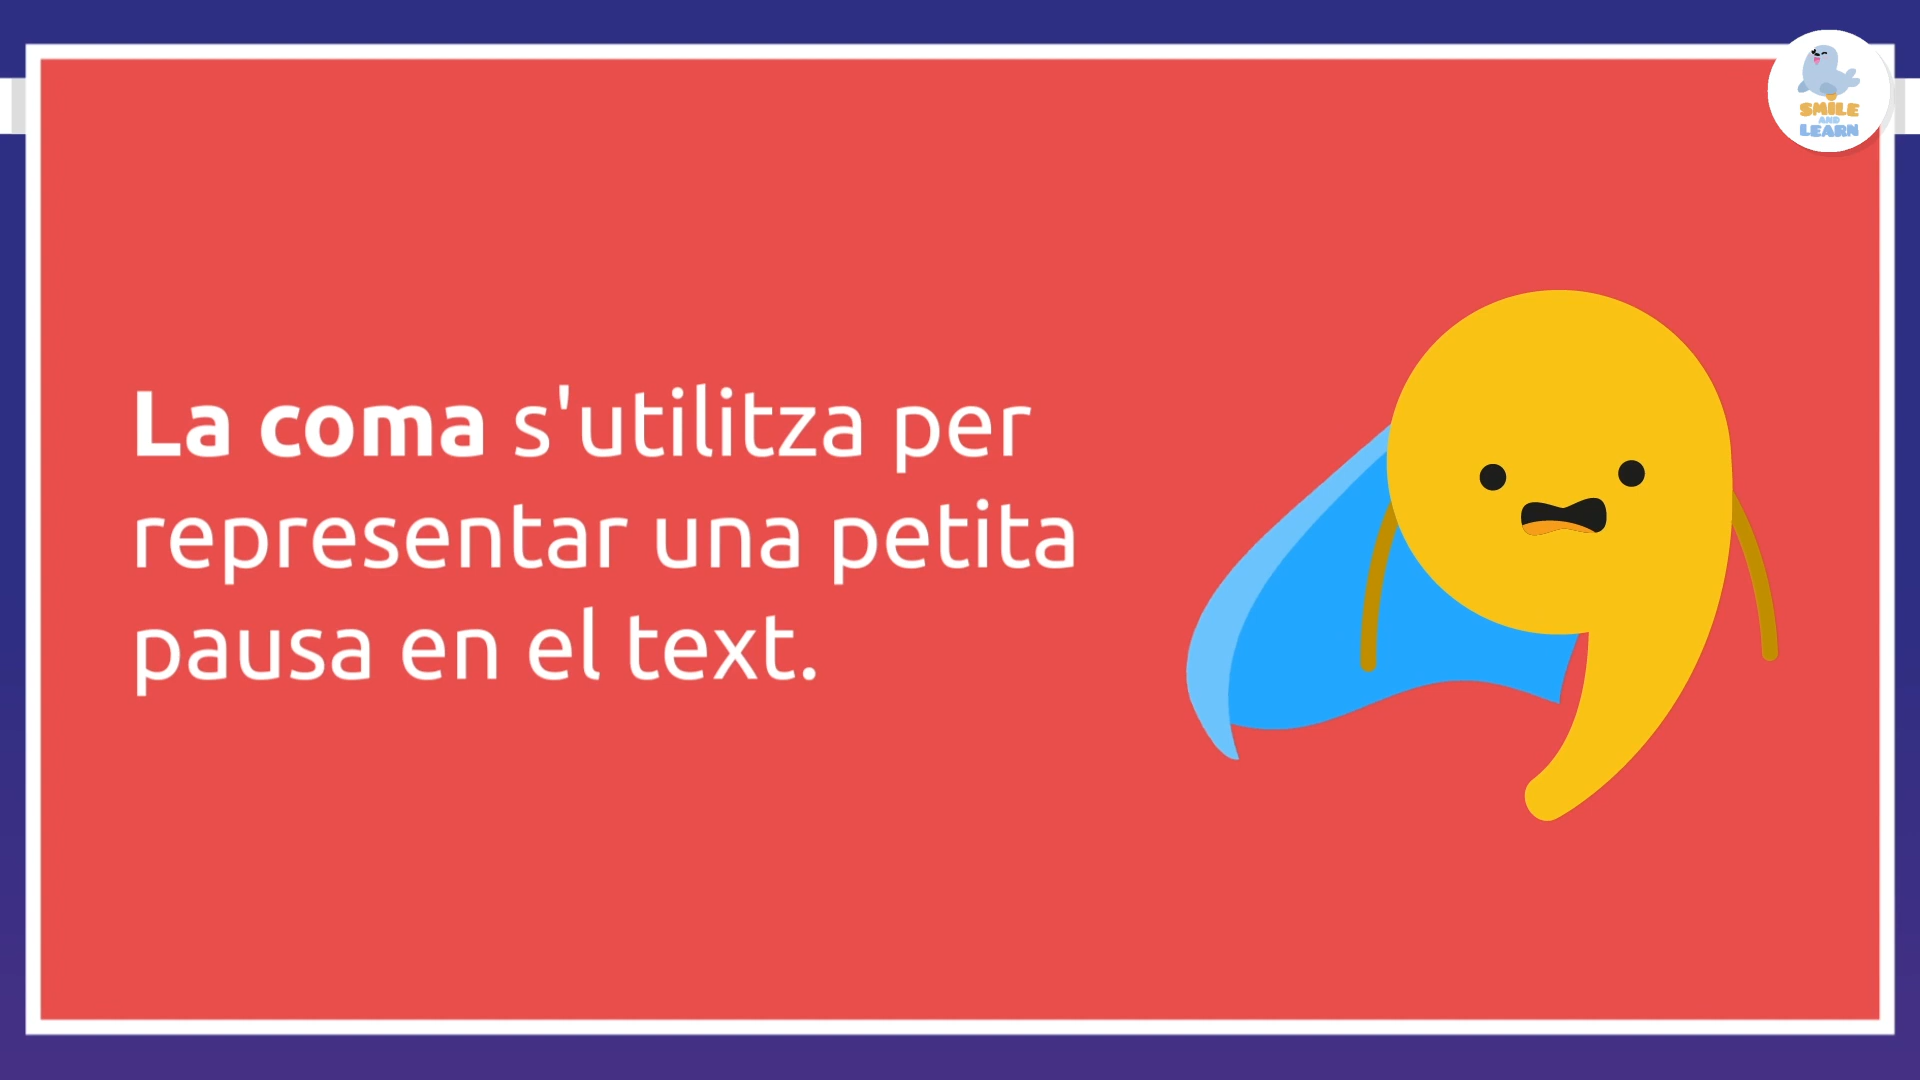 La coma s'utilitza per
representar una petita
pausa en el text.
SMILE
AND
LEARN